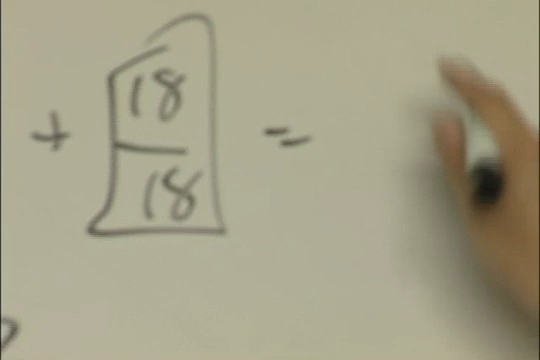 + 18 =
18